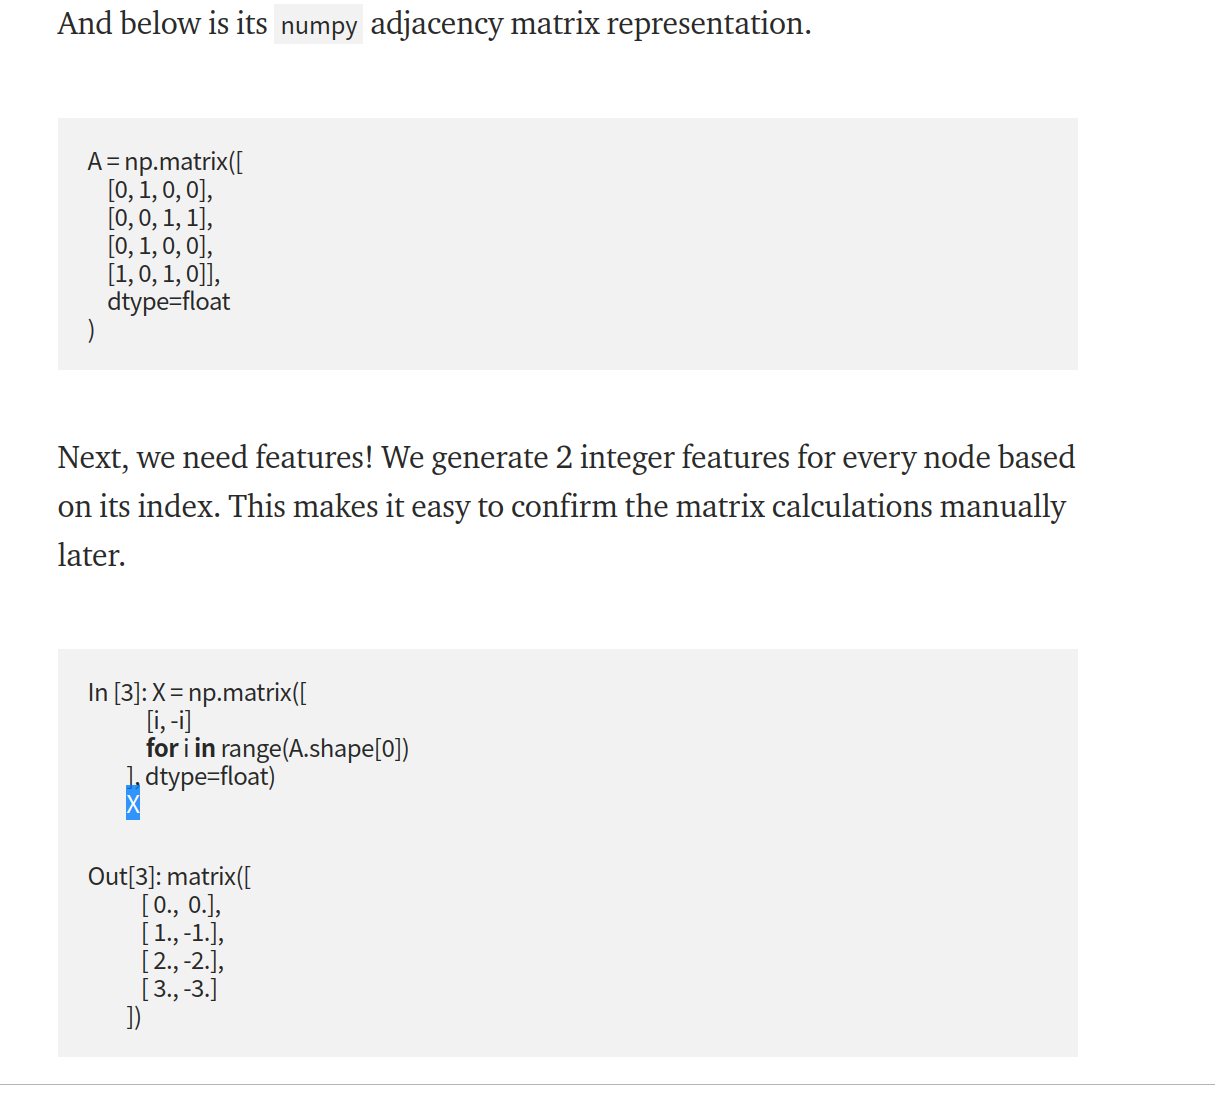 And below is its numpy adjacency matrix representation.
A = np.matrix([
[0, 1, 0, 0],
[0, 0, 1, 1],
[0, 1, 0, 0],
[1, 0, 1, 0]],
dtype=float
)
Next, we need features! We generate 2 integer features for every node based
on its index. This makes it easy to confirm the matrix calculations manually
later.
In [3]: X = np.matrix([
[i, -i]
for i in range(A.shape[0])
], dtype=float)
X
Out[3]: matrix([
[ 0., 0.],
[ 1., -1.],
[ 2., -2.],
[ 3., -3.]
])